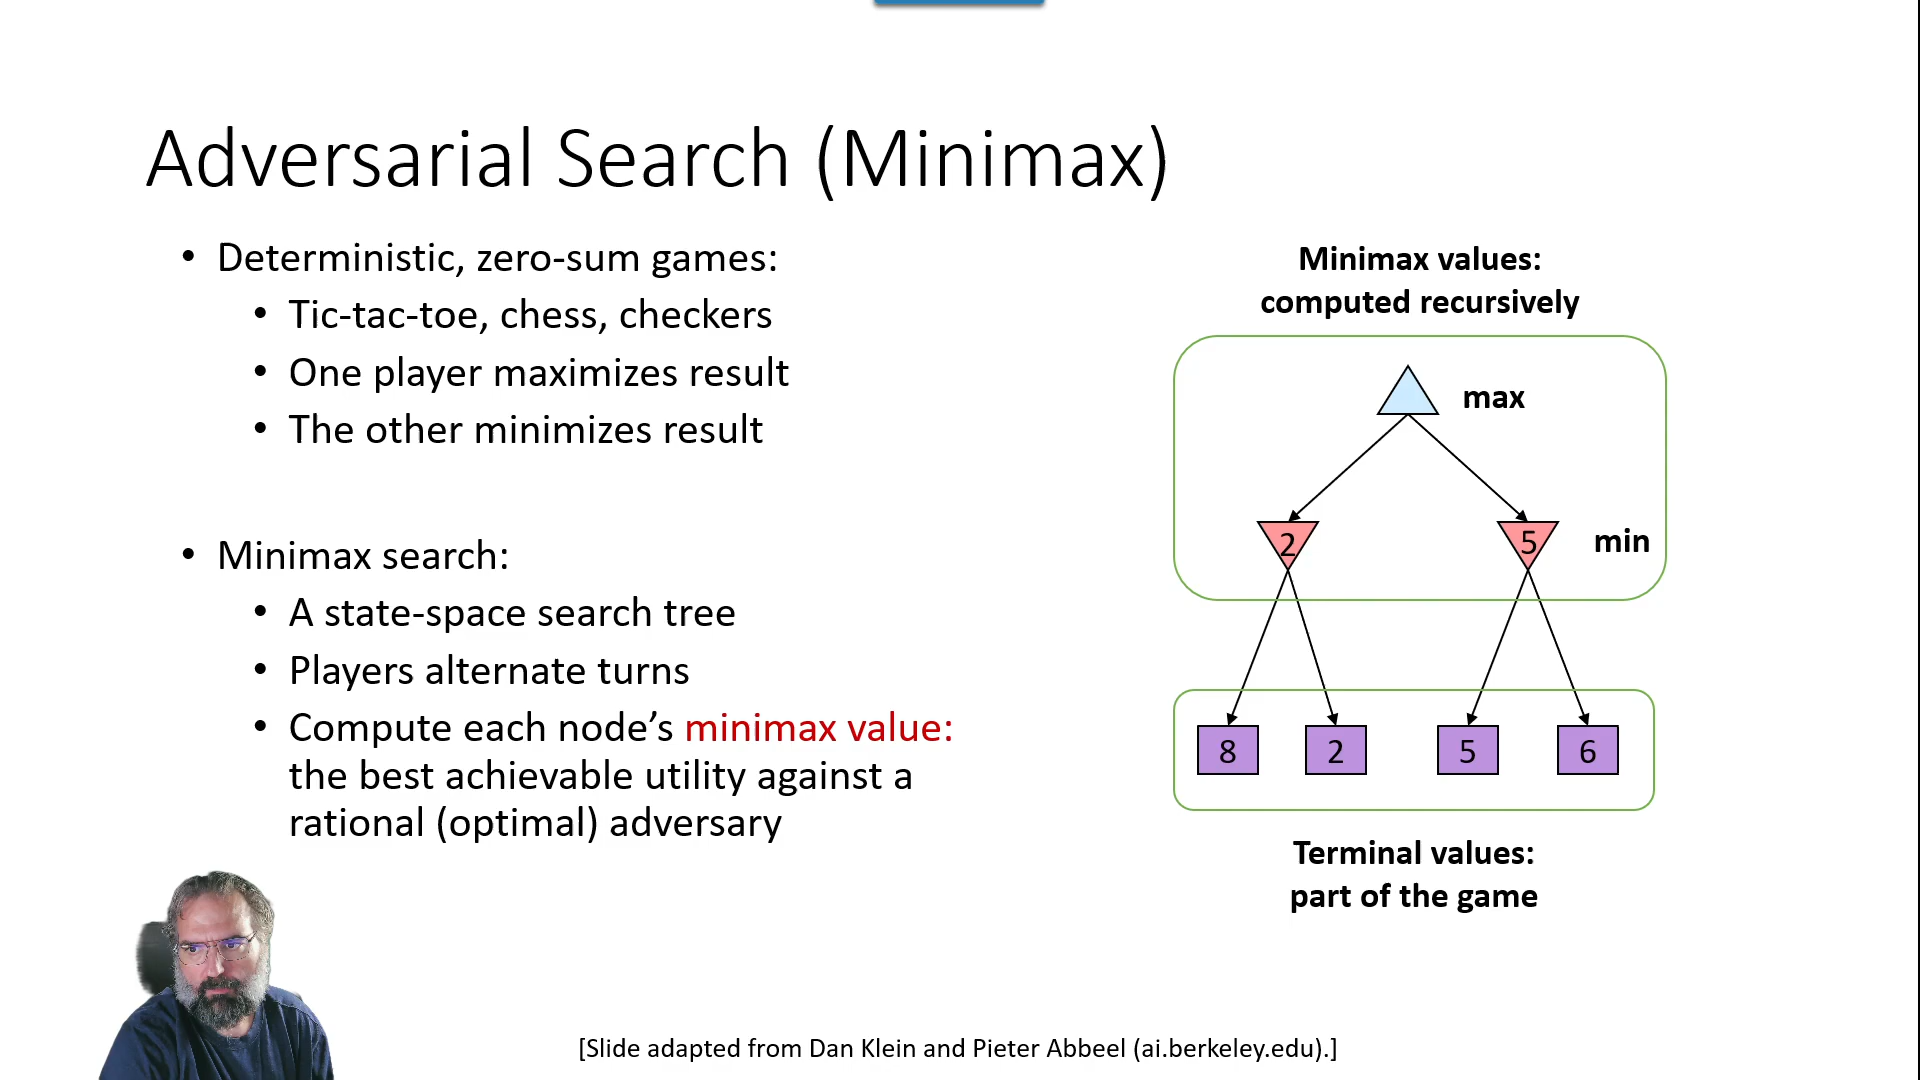 Adversarial Search (Minimax)
• Deterministic, zero-sum games:
• Tic-tac-toe, chess, checkers
• One player maximizes result
• The other minimizes result
• Minimax search:
• A state-space search tree
• Players alternate turns
• Compute each node’s minimax value:
the best achievable utility against a
rational (optimal) adversary
Minimax values:
computed recursively
max
2
5
min
8
2
5
6
Terminal values:
part of the game
[Slide adapted from Dan Klein and Pieter Abbeel (ai.berkeley.edu).]